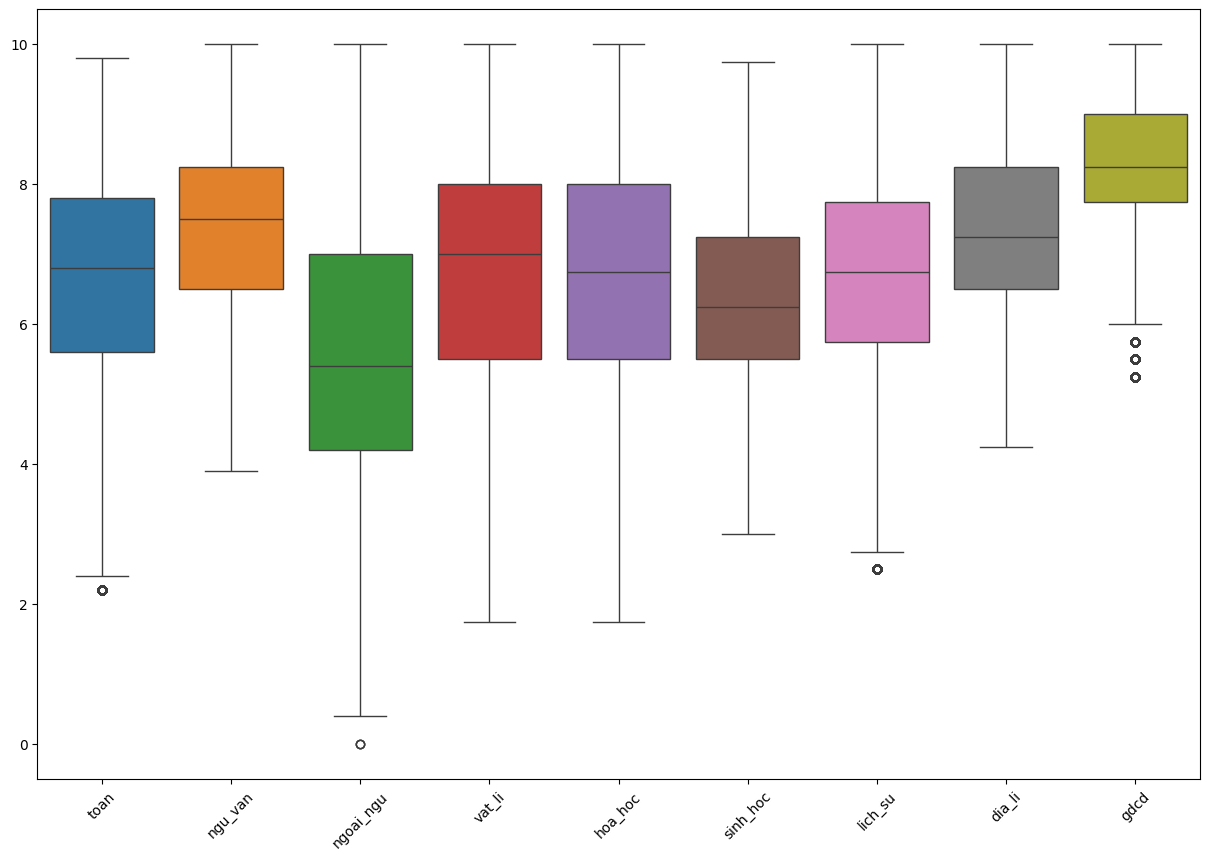 10
8
6
4
2
0
toan
ngu_van
ngoai_ngu
vat_li
hoa_hoc
sinh_hoc
lich_su
dia_li
gdcd